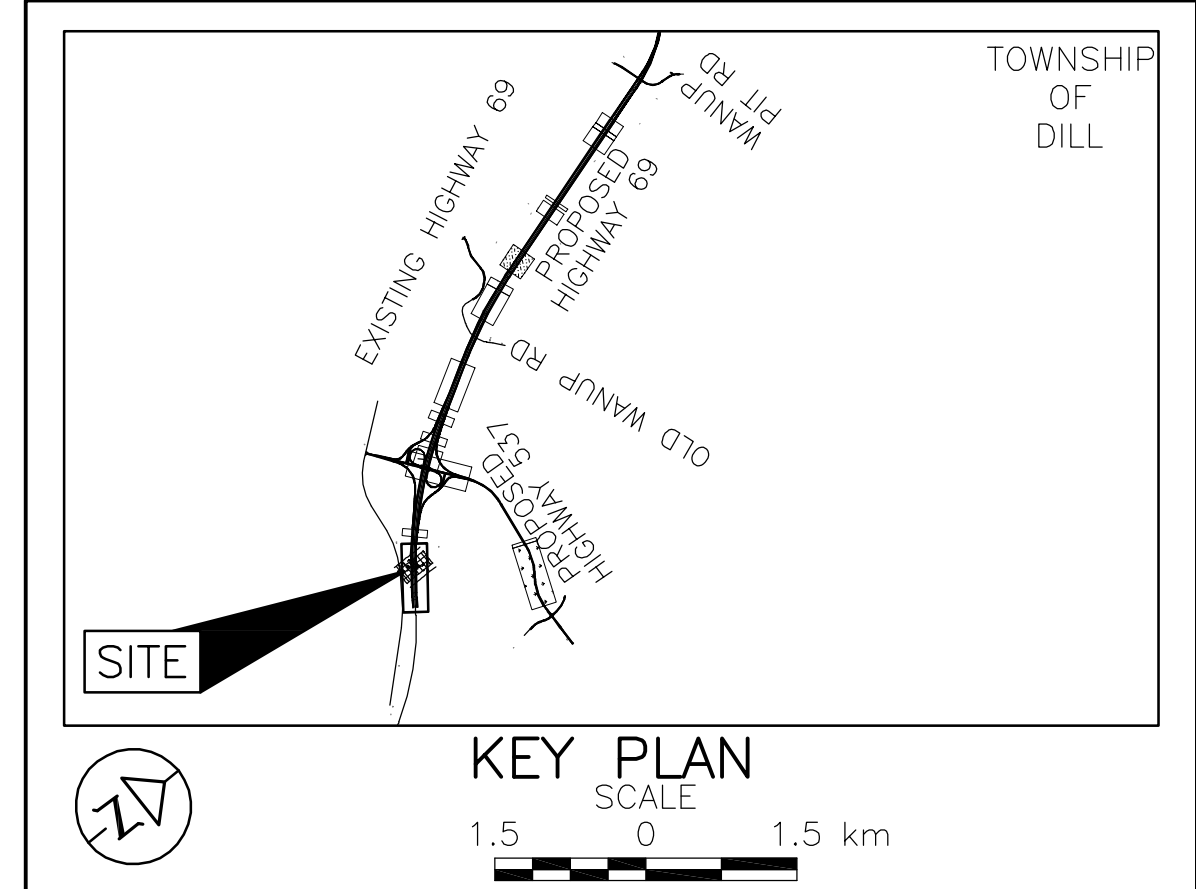 TOWNSHIP
OF
DILL
WANUP
PIT RD
EXISTING HIGHWAY 69
PROPOSED
HIGHWAY 69
OLD WANUP RD
PROPOSED
HIGHWAY 537
SITE
KEY PLAN
SCALE
1.5 0 1.5 km
N